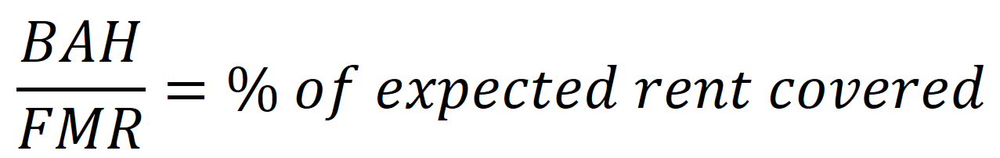 BAH
FMR
= % of expected rent covered